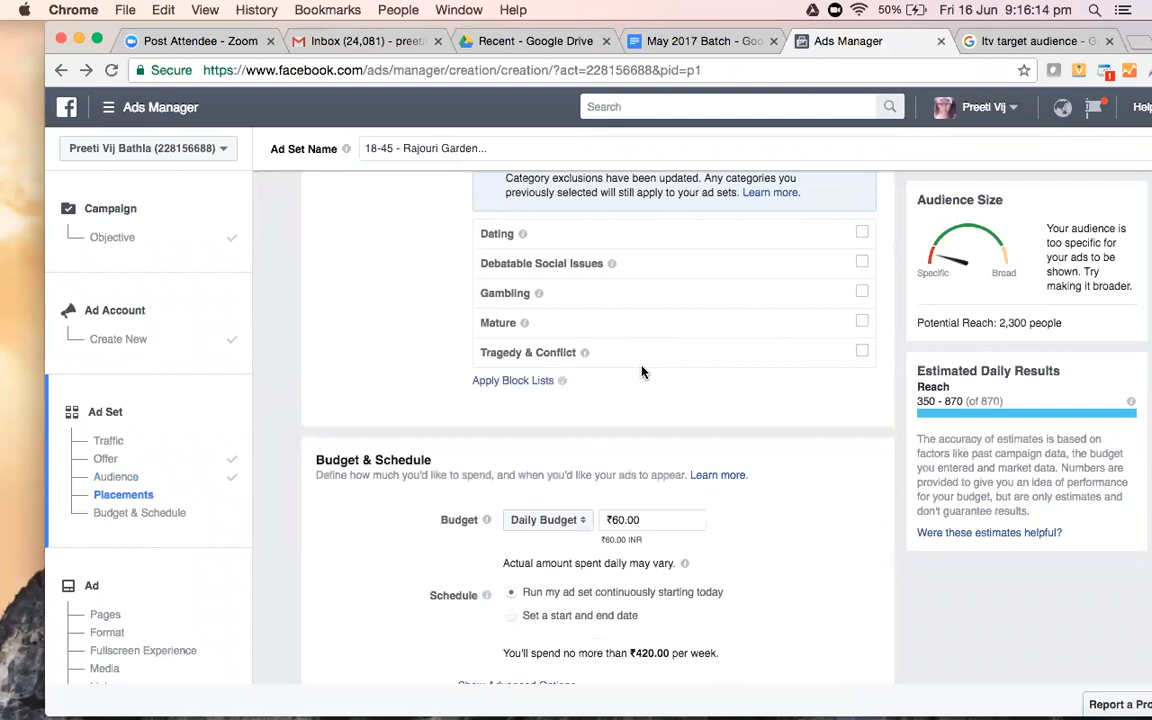 Chrome File Edit View History Bookmarks People Window Help 50% Fri 16 Jun 9:16:14 pm
Post Attendee - Zoom Inbox (24,081) - preeti Recent - Google Drive May 2017 Batch - Goo Ads Manager ltv target audience - G
Secure https://www.facebook.com/ads/manager/creation/creation/?act=228156688&pid=p1
Ads Manager Search Preeti Vij Help
Preeti Vij Bathla (228156688) Ad Set Name 18-45 - Rajouri Garden...
Campaign
Objective
Ad Account
Create New
Ad Set
Traffic
Offer
Audience
Placements
Budget & Schedule
Ad
Pages
Format
Fullscreen Experience
Media
Category exclusions have been updated. Any categories you
previously selected will still apply to your ad sets. Learn more.
Dating
Debatable Social Issues
Gambling
Mature
Tragedy & Conflict
Apply Block Lists
Budget & Schedule
Define how much you'd like to spend, and when you'd like your ads to appear. Learn more.
Budget Daily Budget ₹60.00
₹60.00 INR
Actual amount spent daily may vary.
Schedule Run my ad set continuously starting today
Set a start and end date
You'll spend no more than ₹420.00 per week.
Show Advanced Options
Audience Size
Specific Broad
Your audience is
too specific for
your ads to be
shown. Try
making it broader.
Potential Reach: 2,300 people
Estimated Daily Results
Reach
350 - 870 (of 870)
The accuracy of estimates is based on
factors like past campaign data, the budget
you entered and market data. Numbers are
provided to give you an idea of performance
for your budget, but are only estimates and
don't guarantee results.
Were these estimates helpful?
Report a Pro